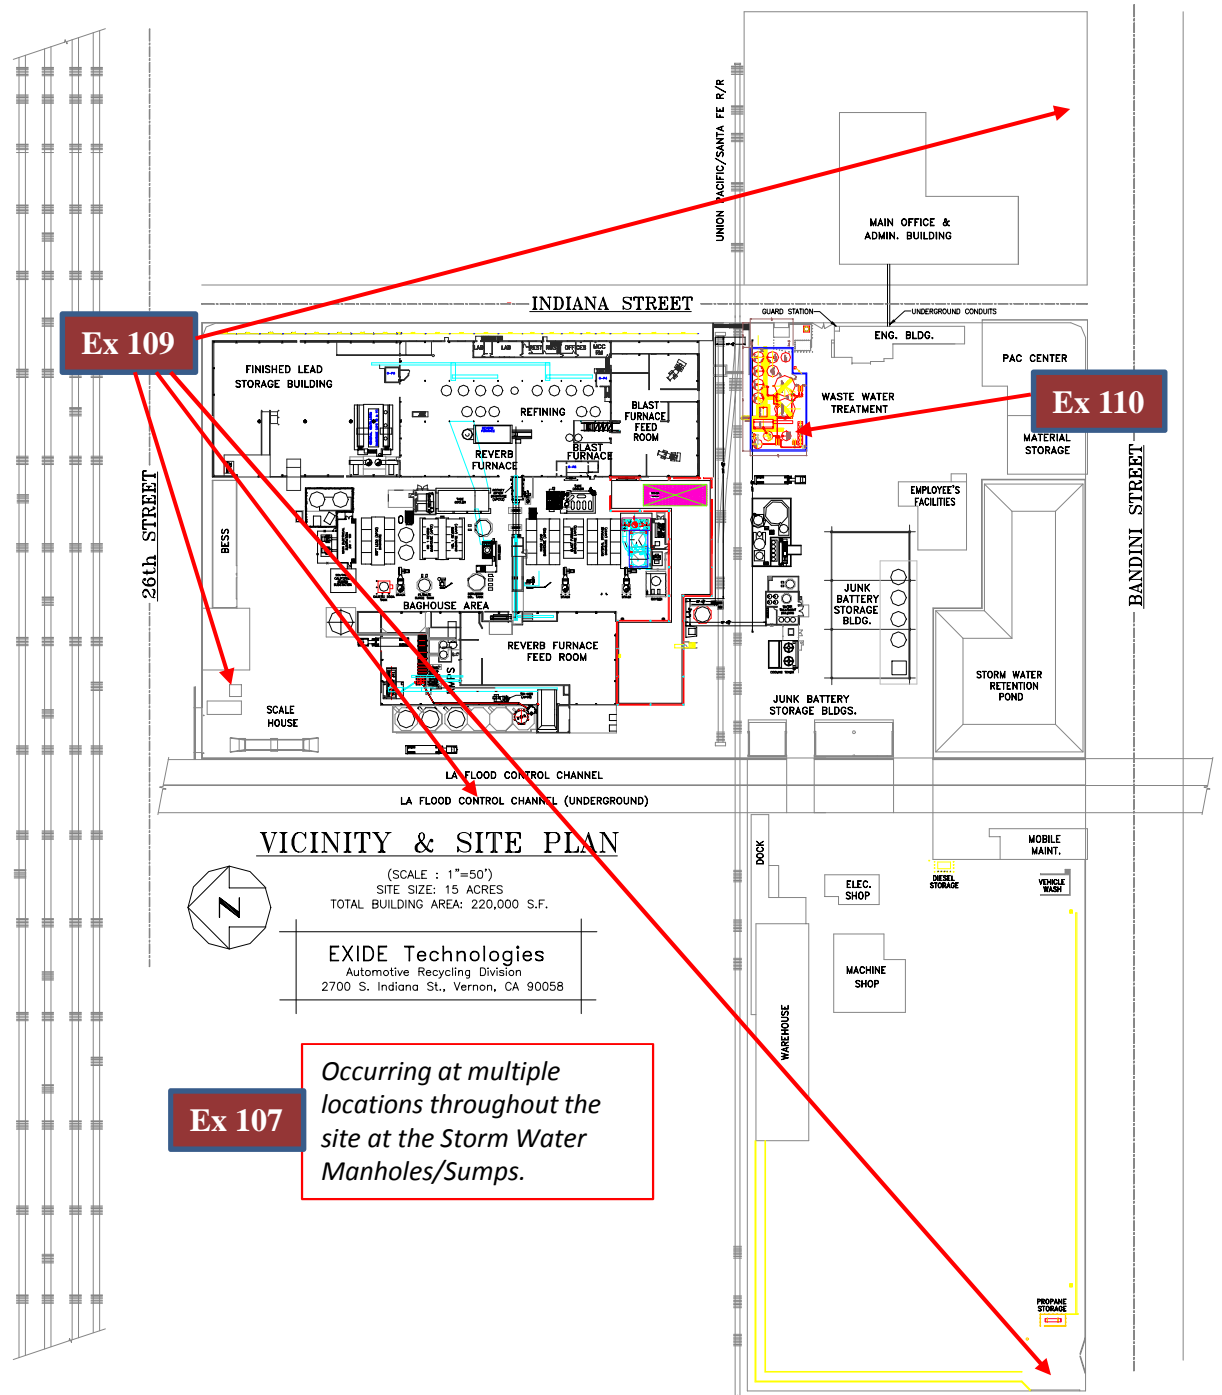 UNION PACIFIC/SANTA FE R/R
MAIN OFFICE &
ADMIN. BUILDING
INDIANA STREET
GUARD STATION
UNDERGROUND CONDUITS
ENG. BLDG.
Ex 109
PAC CENTER
FINISHED LEAD
STORAGE BUILDING
LAB
LAB
REST
RMS
OFFICES
MCC
RM
REFINING
BLAST
FURNACE
FEED
ROOM
WASTE WATER
TREATMENT
Ex 110
MATERIAL
STORAGE
REVERB
FURNACE
BLAST
FURNACE
26th STREET
BESS
EMPLOYEE'S
FACILITIES
BANDINI STREET
JUNK
BATTERY
STORAGE
BLDG.
BAGHOUSE AREA
REVERB FURNACE
FEED ROOM
STORM WATER
RETENTION
POND
SCALE
HOUSE
JUNK BATTERY
STORAGE BLDGS.
LA FLOOD CONTROL CHANNEL
LA FLOOD CONTROL CHANNEL (UNDERGROUND)
VICINITY & SITE PLAN
(SCALE : 1"=50')
SITE SIZE: 15 ACRES
TOTAL BUILDING AREA: 220,000 S.F.
N
EXIDE Technologies
Automotive Recycling Division
2700 S. Indiana St., Vernon, CA 90058
DOCK
MOBILE
MAINT.
DIESEL
STORAGE
VEHICLE
WASH
ELEC.
SHOP
MACHINE
SHOP
WAREHOUSE
Ex 107
Occurring at multiple
locations throughout the
site at the Storm Water
Manholes/Sumps.
PROPANE
STORAGE